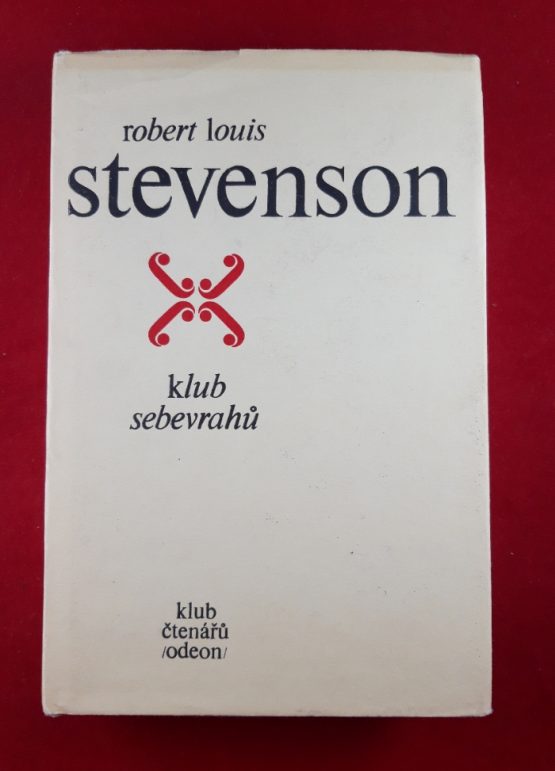 robert louis
stevenson
klub
sebevrahů
klub
čtenářů
/odeon/